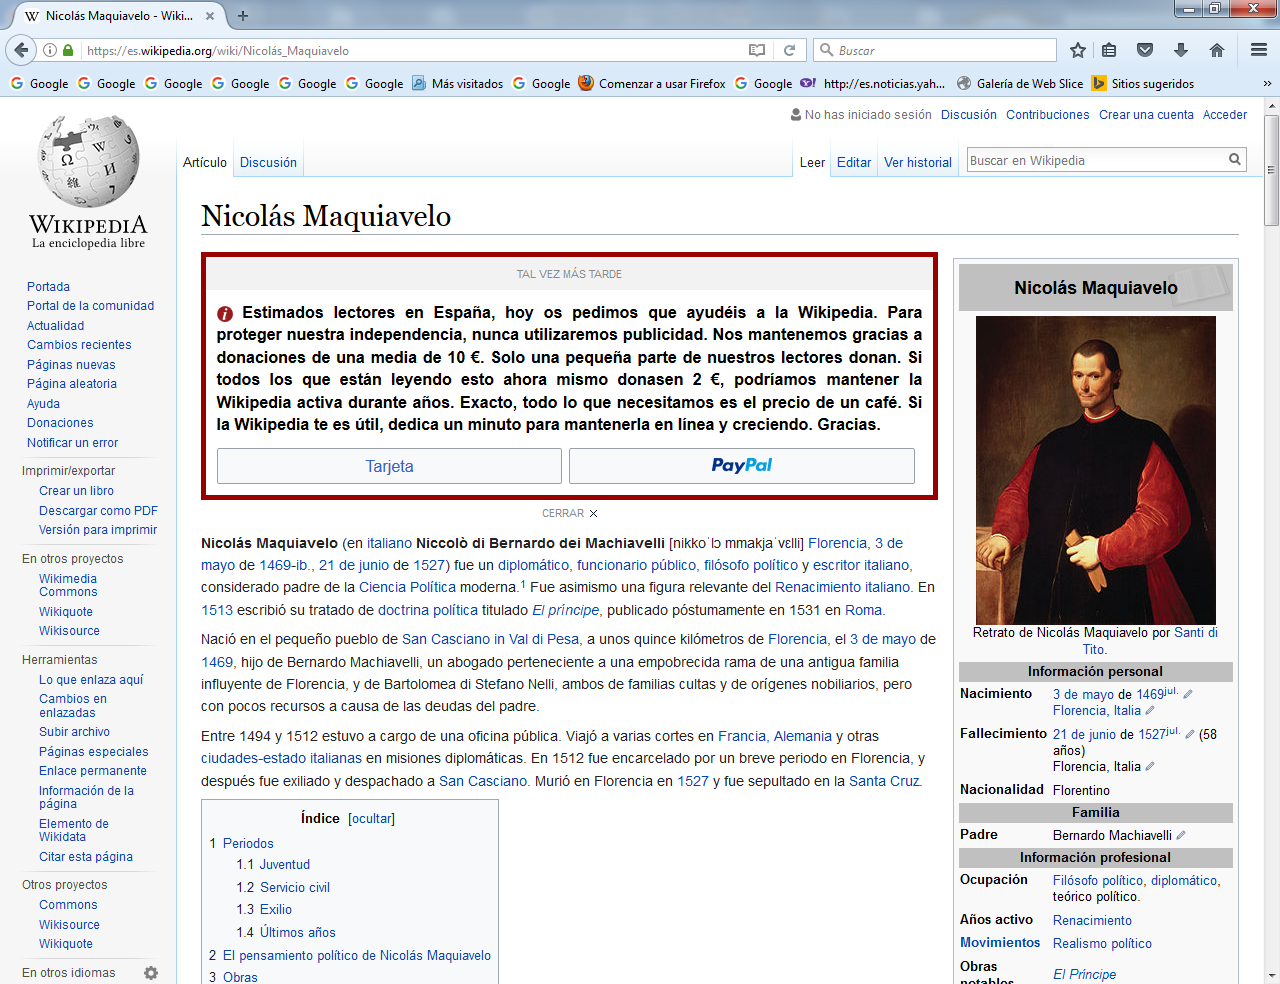 Nicolás Maquiavelo - Wiki...
https://es.wikipedia.org/wiki/Nicolás_Maquiavelo
Buscar
Google Google Google Google Google Google Más visitados Google Comenzar a usar Firefox Google http://es.noticias.yah... Galería de Web Slice Sitios sugeridos
No ha iniciado sesión Discusión Contribuciones Crear una cuenta Acceder
Artículo Discusión Leer Editar Ver historial Buscar en Wikipedia
WIKIPEDIA
La enciclopedia libre
Portada
Portal de la comunidad
Actualidad
Cambios recientes
Páginas nuevas
Página aleatoria
Ayuda
Donaciones
Notificar un error
Imprimir/exportar
Crear un libro
Descargar como PDF
Versión para imprimir
En otros proyectos
Wikimedia
Commons
Wikiquote
Wikisource
Herramientas
Lo que enlaza aquí
Cambios en
enlazadas
Subir archivo
Páginas especiales
Enlace permanente
Información de la
página
Elemento de
Wikidata
Citar esta página
Otros proyectos
Commons
Wikisource
Wikiquote
En otros idiomas
Nicolás Maquiavelo
TAL VEZ MÁS TARDE
Estimados lectores en España, hoy os pedimos que ayudéis a la Wikipedia. Para
proteger nuestra independencia, nunca utilizaremos publicidad. Nos mantenemos gracias a
donaciones de una media de 10 €. Solo una pequeña parte de nuestros lectores donan. Si
todos los que están leyendo esto ahora mismo donasen 2 €, podríamos mantener la
Wikipedia activa durante años. Exacto, todo lo que necesitamos es el precio de un café. Si
la Wikipedia te es útil, dedica un minuto para mantenerla en línea y creciendo. Gracias.
Tarjeta PayPal
CERRAR
Nicolás Maquiavelo (en italiano Niccolò di Bernardo dei Machiavelli [nikkoˈlɔ mmakjaˈvɛlli] Florencia, 3 de
mayo de 1469-ib., 21 de junio de 1527) fue un diplomático, funcionario público, filósofo político y escritor italiano,
considerado padre de la Ciencia Política moderna.1 Fue asimismo una figura relevante del Renacimiento italiano. En
1513 escribió su tratado de doctrina política titulado El príncipe, publicado póstumamente en 1531 en Roma.
Nació en el pequeño pueblo de San Casciano in Val di Pesa, a unos quince kilómetros de Florencia, el 3 de mayo de
1469, hijo de Bernardo Machiavelli, un abogado perteneciente a una empobrecida rama de una antigua familia
influyente de Florencia, y de Bartolomea di Stefano Nelli, ambos de familias cultas y de orígenes nobiliarios, pero
con pocos recursos a causa de las deudas del padre.
Entre 1494 y 1512 estuvo a cargo de una oficina pública. Viajó a varias cortes en Francia, Alemania y otras
ciudades-estado italianas en misiones diplomáticas. En 1512 fue encarcelado por un breve periodo en Florencia, y
después fue exiliado y despachado a San Casciano. Murió en Florencia en 1527 y fue sepultado en la Santa Cruz.
Índice [ocultar]
1 Periodos
1.1 Juventud
1.2 Servicio civil
1.3 Exilio
1.4 Últimos años
2 El pensamiento político de Nicolás Maquiavelo
3 Obras
Nicolás Maquiavelo
Retrato de Nicolás Maquiavelo por Santi di
Tito.
Información personal
Nacimiento 3 de mayo de 1469jul.
Florencia, Italia
Fallecimiento 21 de junio de 1527jul. (58
años)
Florencia, Italia
Nacionalidad Florentino
Familia
Padre Bernardo Machiavelli
Información profesional
Ocupación Filósofo político, diplomático,
teórico político.
Años activo Renacimiento
Movimientos Realismo político
Obras
notables El Príncipe